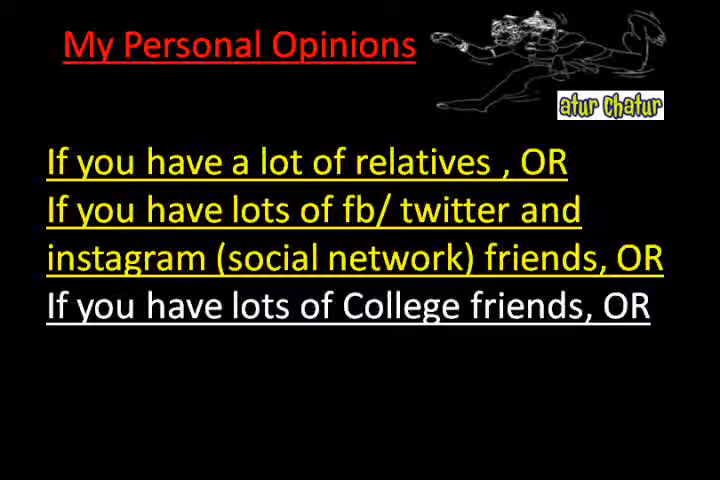 My Personal Opinions
atur chatur
If you have a lot of relatives , OR
If you have lots of fb/ twitter and
instagram (social network) friends, OR
If you have lots of College friends, OR